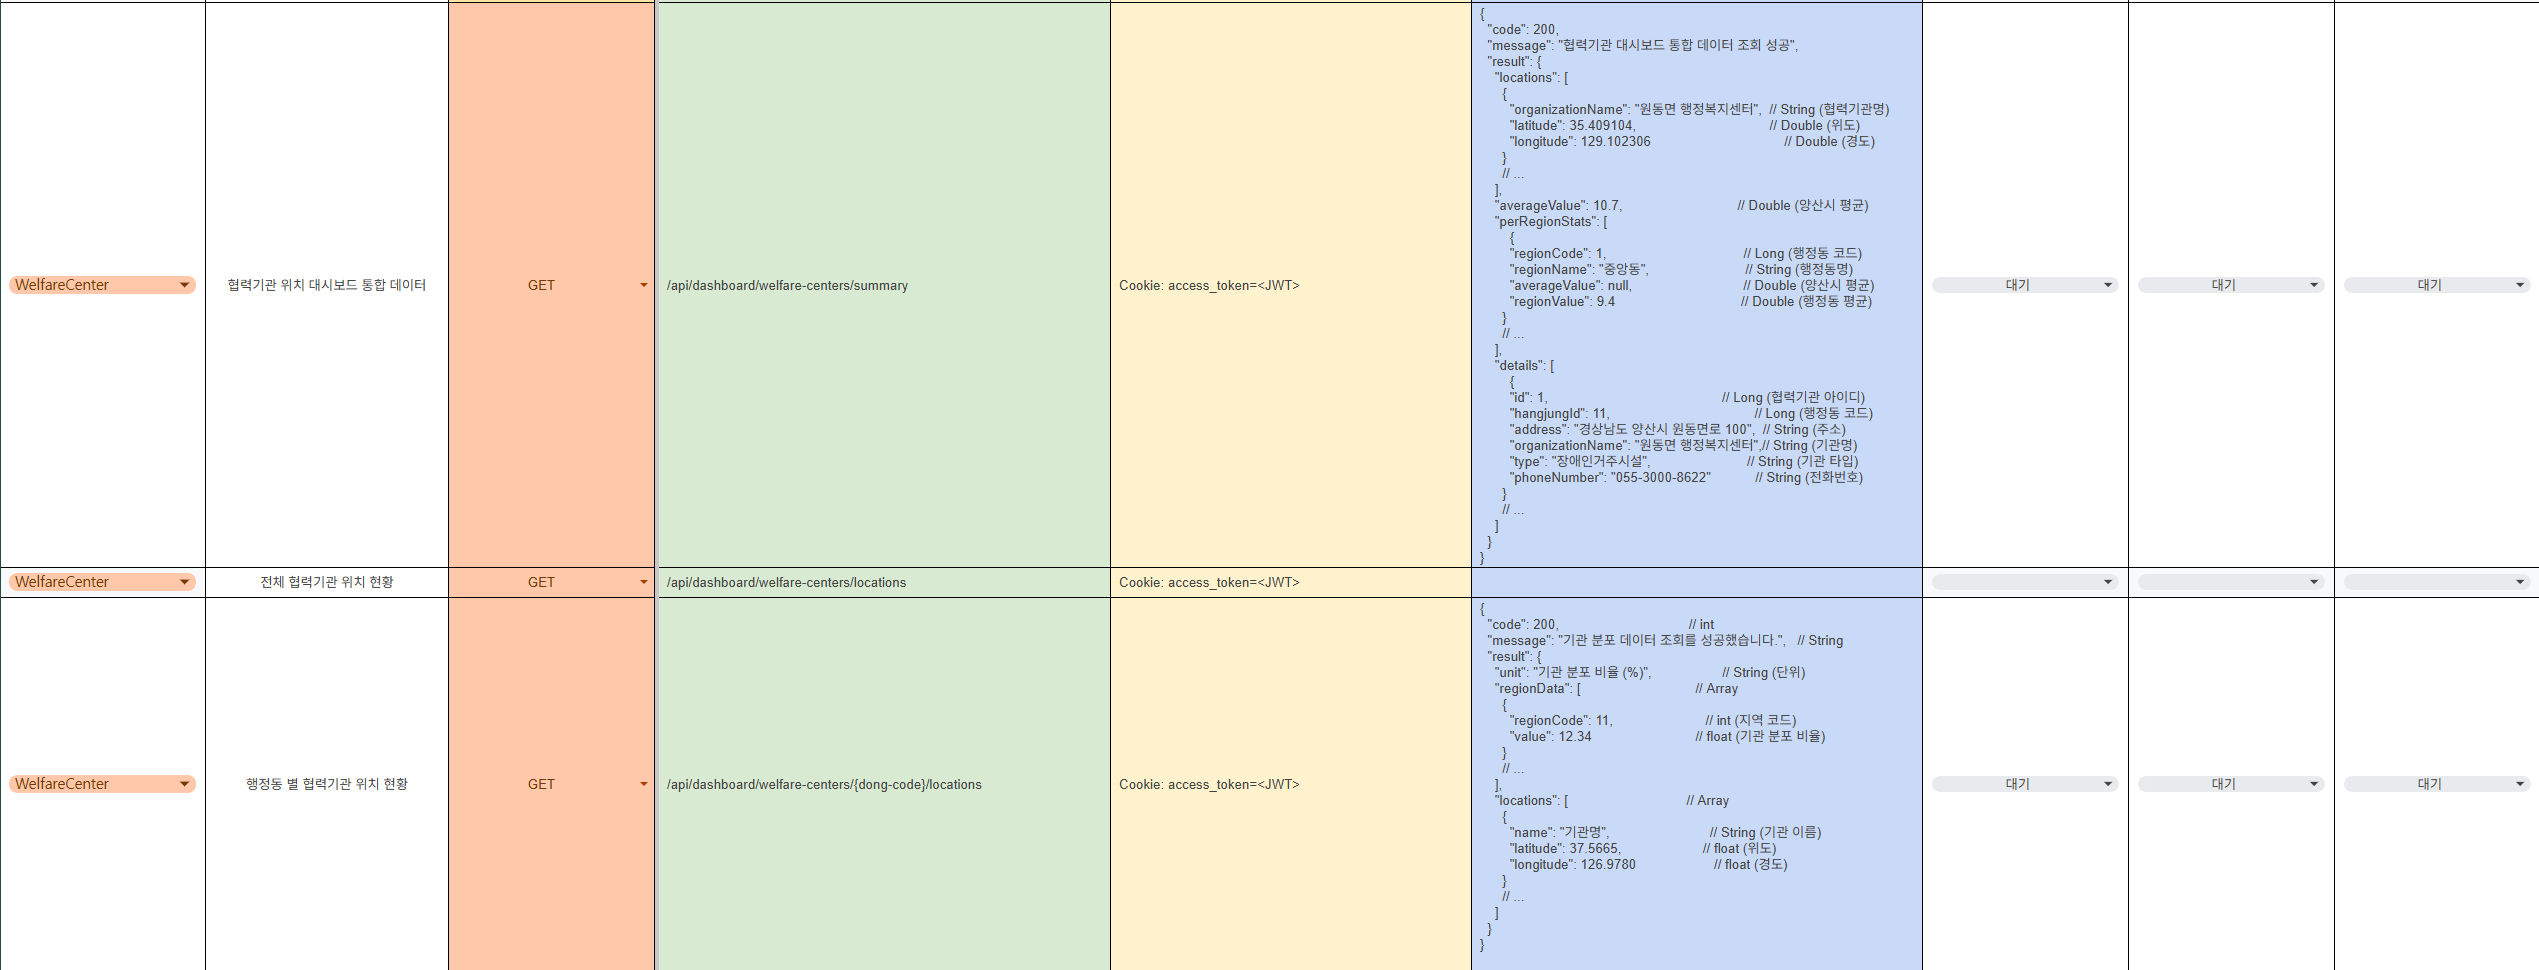 WelfareCenter
협력기관 위치 대시보드 통합 데이터
GET
/api/dashboard/welfare-centers/summary
Cookie: access_token=<JWT>
{
"code": 200,
"message": "협력기관 대시보드 통합 데이터 조회 성공",
"result": {
"locations": [
{
"organizationName": "원동면 행정복지센터", // String (협력기관명)
"latitude": 35.409104, // Double (위도)
"longitude": 129.102306 // Double (경도)
}
// ...
],
"averageValue": 10.7, // Double (양산시 평균)
"perRegionStats": [
{
"regionCode": 1, // Long (행정동 코드)
"regionName": "중앙동", // String (행정동명)
"averageValue": null, // Double (양산시 평균)
"regionValue": 9.4 // Double (행정동 평균)
}
// ...
],
"details": [
{
"id": 1, // Long (협력기관 아이디)
"hangjungId": 11, // Long (행정동 코드)
"address": "경상남도 양산시 원동면로 100", // String (주소)
"organizationName": "원동면 행정복지센터",// String (기관명)
"type": "장애인거주시설", // String (기관 타입)
"phoneNumber": "055-3000-8622" // String (전화번호)
}
// ...
]
}
}
대기
대기
대기
WelfareCenter
전체 협력기관 위치 현황
GET
/api/dashboard/welfare-centers/locations
Cookie: access_token=<JWT>
WelfareCenter
행정동 별 협력기관 위치 현황
GET
/api/dashboard/welfare-centers/{dong-code}/locations
Cookie: access_token=<JWT>
{
"code": 200, // int
"message": "기관 분포 데이터 조회를 성공했습니다.", // String
"result": {
"unit": "기관 분포 비율 (%)", // String (단위)
"regionData": [ // Array
{
"regionCode": 11, // int (지역 코드)
"value": 12.34 // float (기관 분포 비율)
}
// ...
],
"locations": [ // Array
{
"name": "기관명", // String (기관 이름)
"latitude": 37.5665, // float (위도)
"longitude": 126.9780 // float (경도)
}
// ...
]
}
}
대기
대기
대기